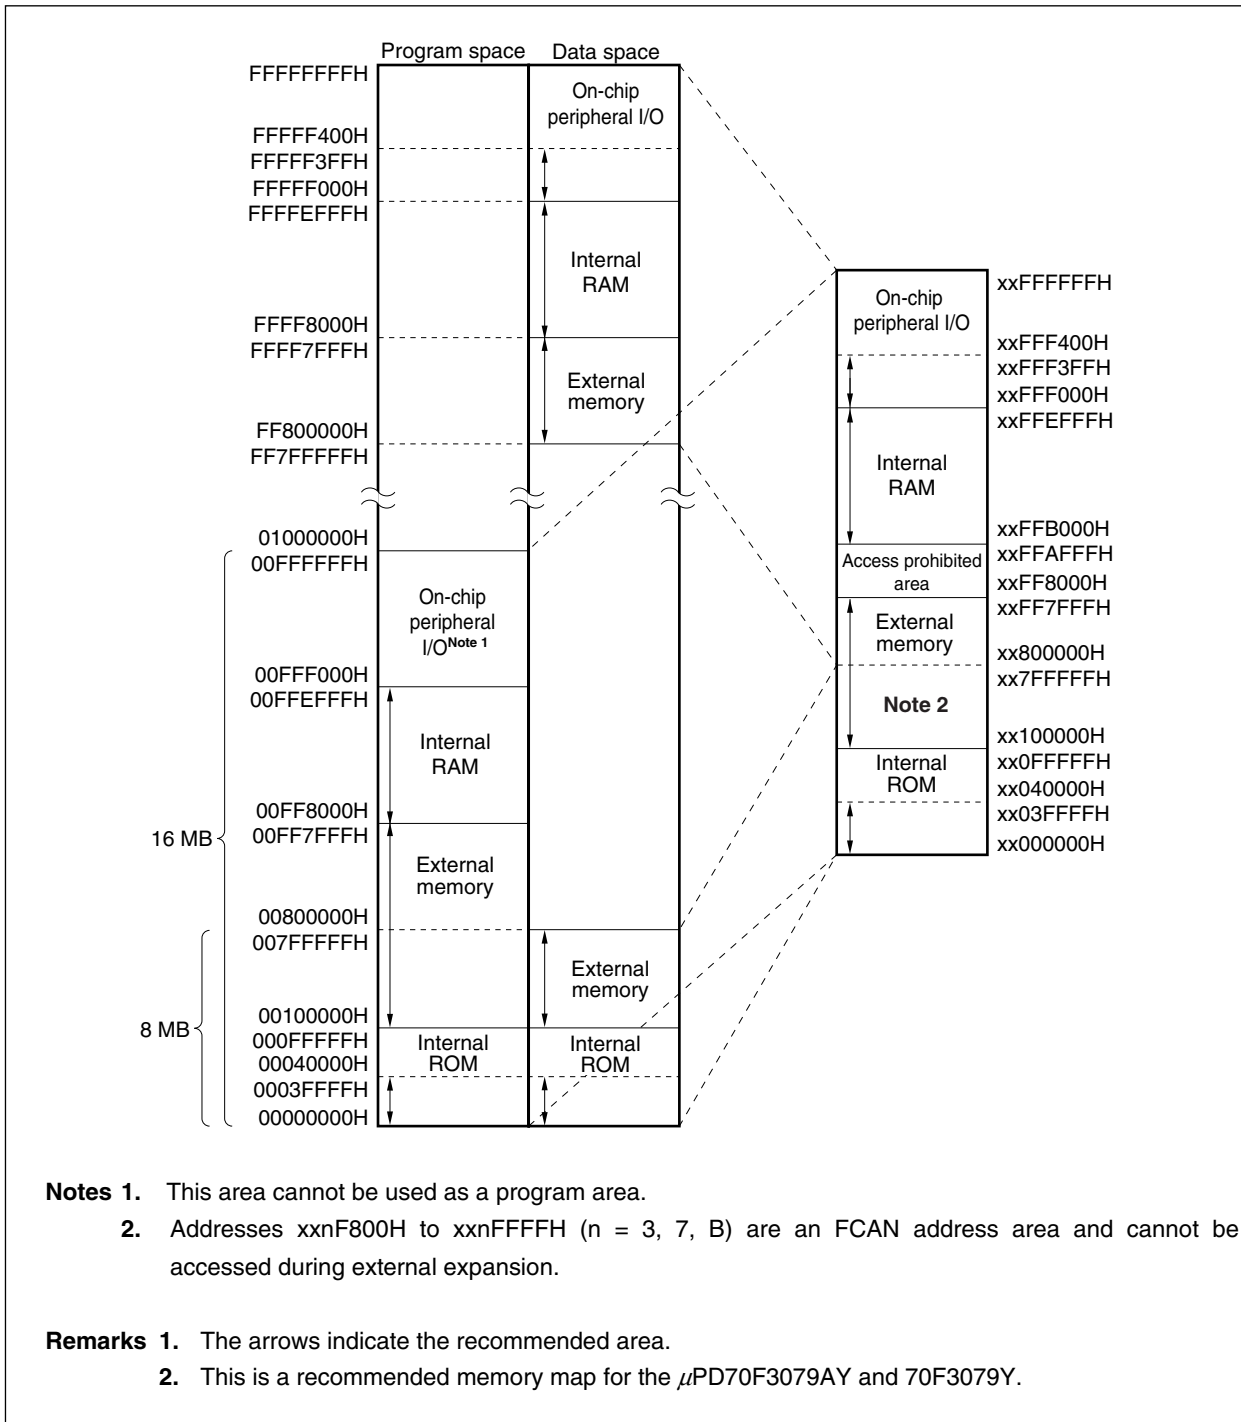 Program space
Data space
FFFFFFFFH
On-chip
peripheral I/O
FFFFF400H
FFFFF3FFH
FFFFF000H
FFFFEFFFH
Internal
RAM
FFFF8000H
FFFF7FFFH
External
memory
FF800000H
FF7FFFFFH
01000000H
00FFFFFFH
On-chip
peripheral
I/ONote 1
00FFF000H
00FFEFFFH
Internal
RAM
00FF8000H
00FF7FFFH
16 MB
External
memory
00800000H
007FFFFFH
External
memory
8 MB
00100000H
000FFFFFH
00040000H
0003FFFFH
00000000H
Internal
ROM
Internal
ROM
On-chip
peripheral I/O
xxFFFFFFH
xxFFF400H
xxFFF3FFH
xxFFF000H
xxFFEFFFH
Internal
RAM
xxFFB000H
xxFFAFFFH
Access prohibited
area
xxFF8000H
xxFF7FFFH
External
memory
xx800000H
xx7FFFFFH
Note 2
xx100000H
xx0FFFFFH
Internal
ROM
xx040000H
xx03FFFFH
xx000000H
Notes 1. This area cannot be used as a program area.
2. Addresses xxnF800H to xxnFFFFH (n = 3, 7, B) are an FCAN address area and cannot be
accessed during external expansion.
Remarks 1. The arrows indicate the recommended area.
2. This is a recommended memory map for the μPD70F3079AY and 70F3079Y.